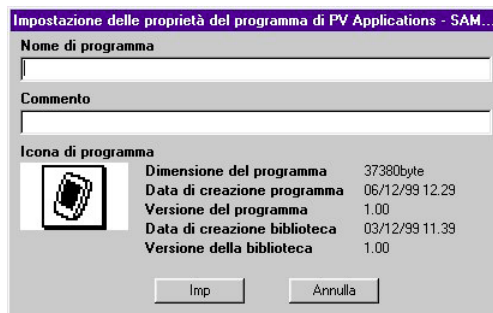 Impostazione delle proprietà del programma di PV Applications - SAM...
Nome di programma
Commento
Icona di programma
Dimensione del programma 37380byte
Data di creazione programma 06/12/99 12.29
Versione del programma 1.00
Data di creazione biblioteca 03/12/99 11.39
Versione della biblioteca 1.00
Imp Annulla